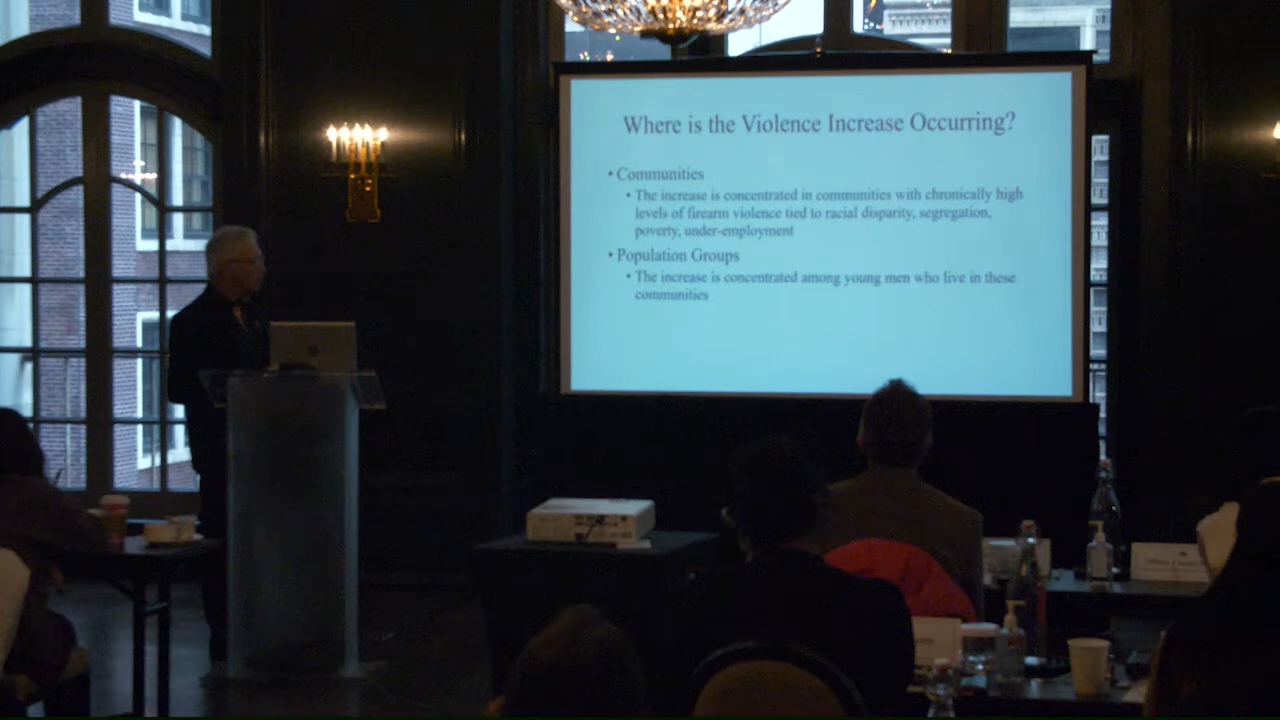 Where is the Violence Increase Occurring?
• Communities
• The increase is concentrated in communities with chronically high
levels of firearm violence tied to racial disparity, segregation,
poverty, under-employment
• Population Groups
• The increase is concentrated among young men who live in these
communities